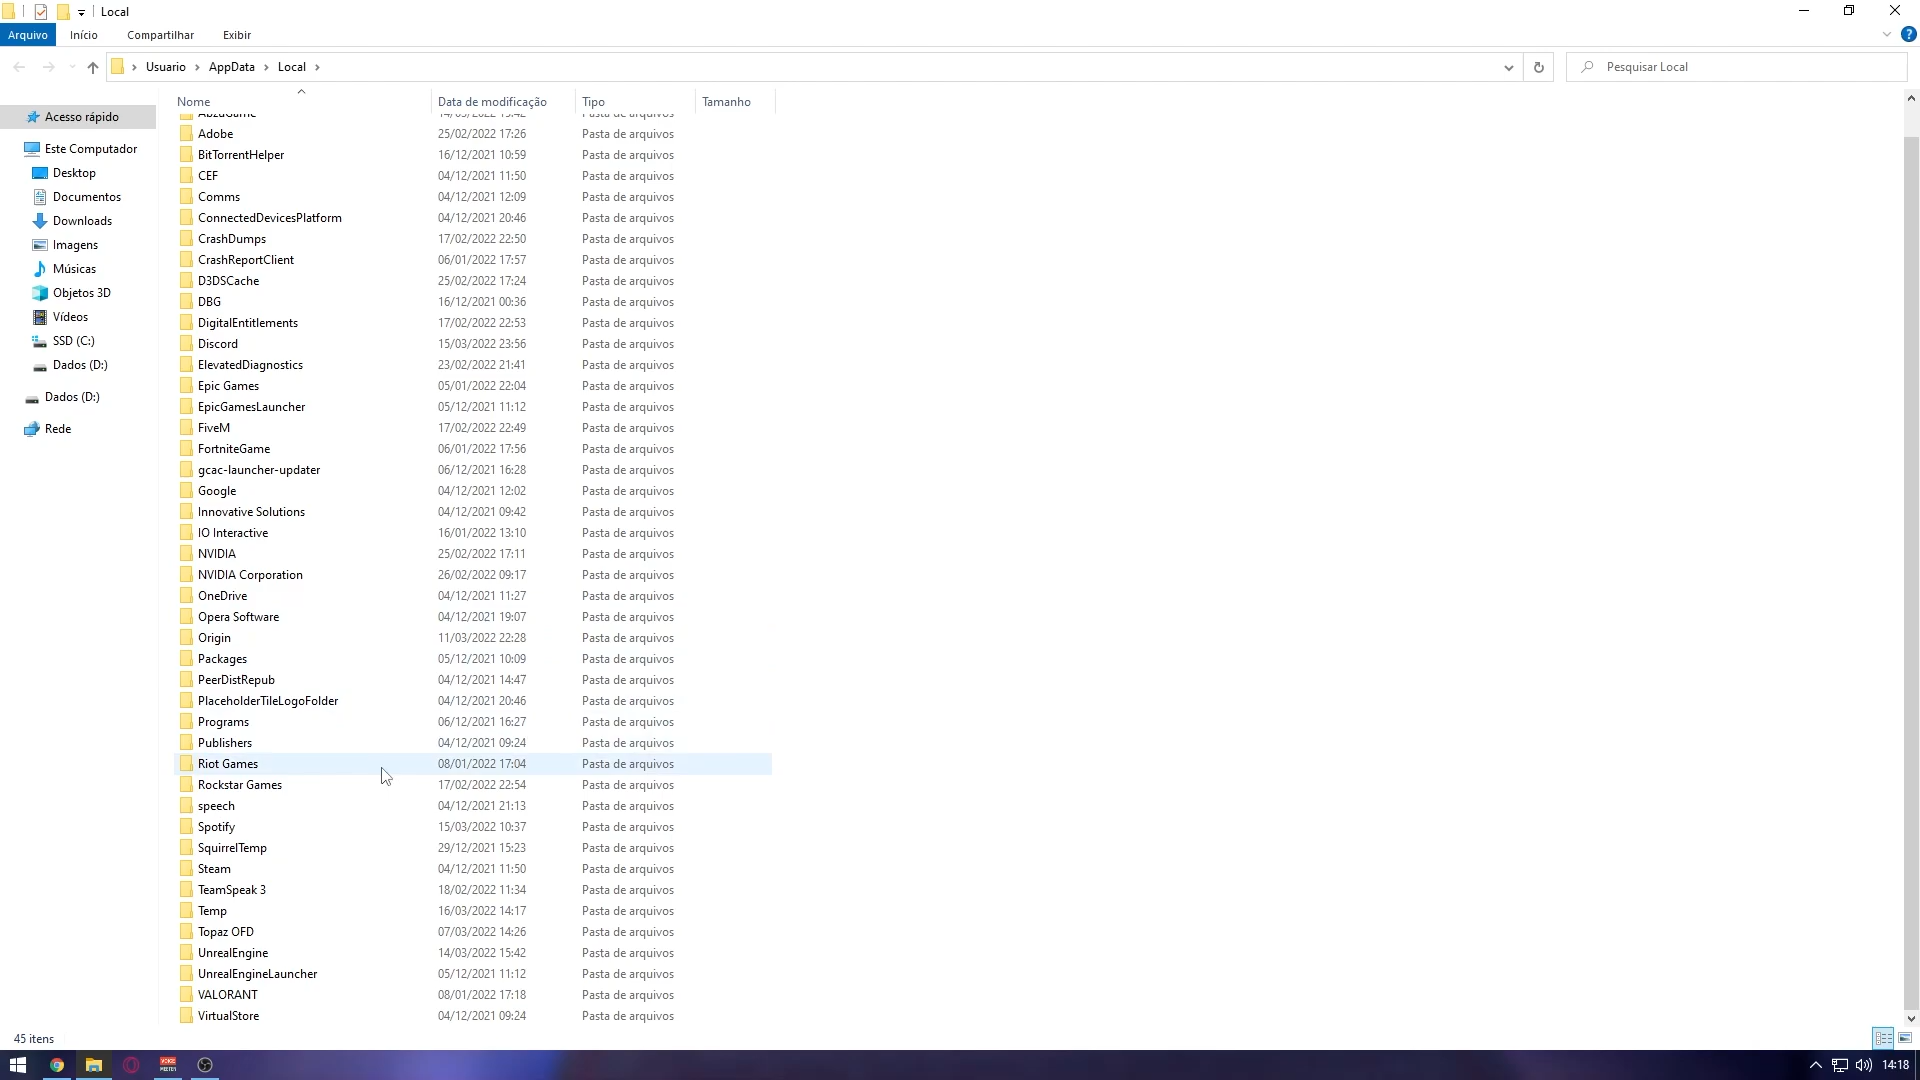 Local
Arquivo Início Compartilhar Exibir
Usuario AppData Local
Pesquisar Local
Nome Data de modificação Tipo Tamanho
AbzuGame 14/03/2022 15:42 Pasta de arquivos
Adobe 25/02/2022 17:26 Pasta de arquivos
BitTorrentHelper 16/12/2021 10:59 Pasta de arquivos
CEF 04/12/2021 11:50 Pasta de arquivos
Comms 04/12/2021 12:09 Pasta de arquivos
ConnectedDevicesPlatform 04/12/2021 20:46 Pasta de arquivos
CrashDumps 17/02/2022 22:50 Pasta de arquivos
CrashReportClient 06/01/2022 17:57 Pasta de arquivos
D3DSCache 25/02/2022 17:24 Pasta de arquivos
DBG 16/12/2021 00:36 Pasta de arquivos
DigitalEntitlements 17/02/2022 22:53 Pasta de arquivos
Discord 15/03/2022 23:56 Pasta de arquivos
ElevatedDiagnostics 23/02/2022 21:41 Pasta de arquivos
Epic Games 05/01/2022 22:04 Pasta de arquivos
EpicGamesLauncher 05/12/2021 11:12 Pasta de arquivos
FiveM 17/02/2022 22:49 Pasta de arquivos
FortniteGame 06/01/2022 17:56 Pasta de arquivos
gcac-launcher-updater 06/12/2021 16:28 Pasta de arquivos
Google 04/12/2021 12:02 Pasta de arquivos
Innovative Solutions 04/12/2021 09:42 Pasta de arquivos
IO Interactive 16/01/2022 13:10 Pasta de arquivos
NVIDIA 25/02/2022 17:11 Pasta de arquivos
NVIDIA Corporation 26/02/2022 09:17 Pasta de arquivos
OneDrive 04/12/2021 11:27 Pasta de arquivos
Opera Software 04/12/2021 19:07 Pasta de arquivos
Origin 11/03/2022 22:28 Pasta de arquivos
Packages 05/12/2021 10:09 Pasta de arquivos
PeerDistRepub 04/12/2021 14:47 Pasta de arquivos
PlaceholderTileLogoFolder 04/12/2021 20:46 Pasta de arquivos
Programs 06/12/2021 16:27 Pasta de arquivos
Publishers 04/12/2021 09:24 Pasta de arquivos
Riot Games 08/01/2022 17:04 Pasta de arquivos
Rockstar Games 17/02/2022 22:54 Pasta de arquivos
speech 04/12/2021 21:13 Pasta de arquivos
Spotify 15/03/2022 10:37 Pasta de arquivos
SquirrelTemp 29/12/2021 15:23 Pasta de arquivos
Steam 04/12/2021 11:50 Pasta de arquivos
TeamSpeak 3 18/02/2022 11:34 Pasta de arquivos
Temp 16/03/2022 14:17 Pasta de arquivos
Topaz OFD 07/03/2022 14:26 Pasta de arquivos
UnrealEngine 14/03/2022 15:42 Pasta de arquivos
UnrealEngineLauncher 05/12/2021 11:12 Pasta de arquivos
VALORANT 08/01/2022 17:18 Pasta de arquivos
VirtualStore 04/12/2021 09:24 Pasta de arquivos
Acesso rápido
Este Computador
Desktop
Documentos
Downloads
Imagens
Músicas
Objetos 3D
Vídeos
SSD (C:)
Dados (D:)
Dados (D:)
Rede
45 itens
14:18